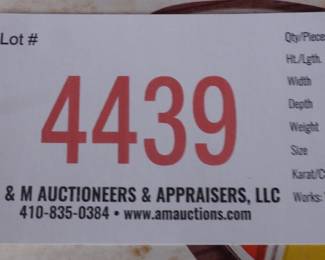 Lot #
4439
& M AUCTIONEERS & APPRAISERS, LLC
410-835-0384 • www.amauctions.com
Qty/Piece
Ht./Lgth.
Width
Depth
Weight
Size
Karat/C
Works: